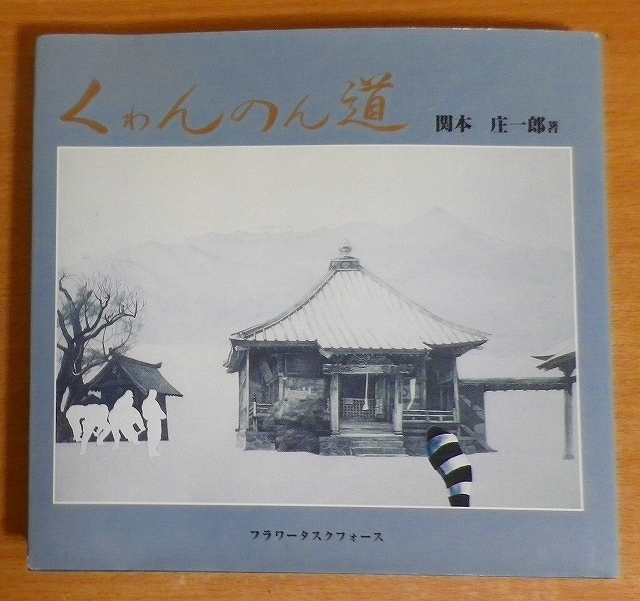 くわんのん道
関本 庄一郎著
フラワータスクフォース